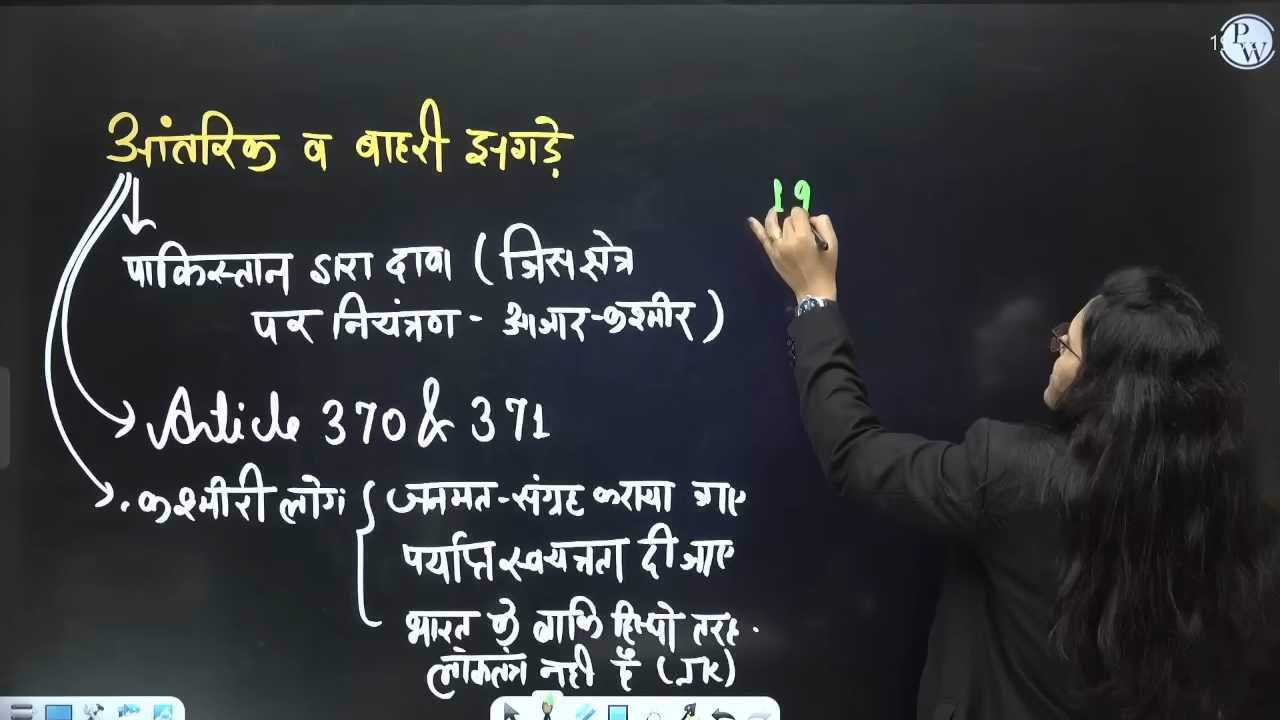 आंतरिक व बाहरी झगड़े
पाकिस्तान द्वारा दावा (जिस क्षेत्र
पर नियंत्रण - आजाद-कश्मीर)
Article 370 & 371
. कश्मीरी लोग
जनमत-संग्रह कराया जाए
पर्याप्त स्वायत्तता दी जाए
भारत के बाकि हिस्सो तरह
लोकतंत्र नही है (JK)
19
PW